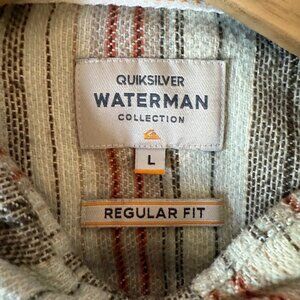 QUIKSILVER
WATERMAN
COLLECTION
L
REGULAR FIT